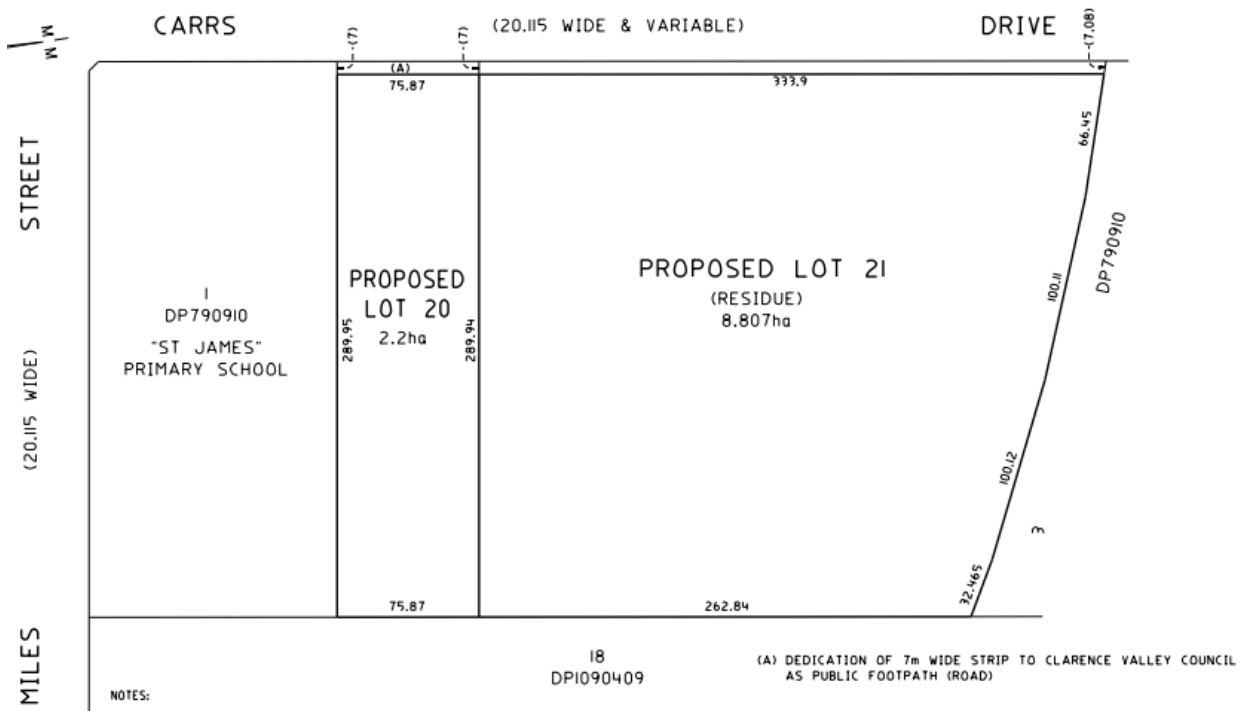 CARRS
(20.115 WIDE & VARIABLE)
DRIVE
M
M
-(7)
-(7)
-(7.08)
(A)
75.87
333.9
66.45
STREET
DP790910
PROPOSED LOT 21
(RESIDUE)
8.807ha
PROPOSED
LOT 20
2.2ha
1
DP790910
"ST JAMES"
PRIMARY SCHOOL
289.95
289.94
100.11
(20.115 WIDE)
100.12
3
32.465
75.87
262.84
MILES
18
DP1090409
(A) DEDICATION OF 7m WIDE STRIP TO CLARENCE VALLEY COUNCIL
AS PUBLIC FOOTPATH (ROAD)
NOTES: